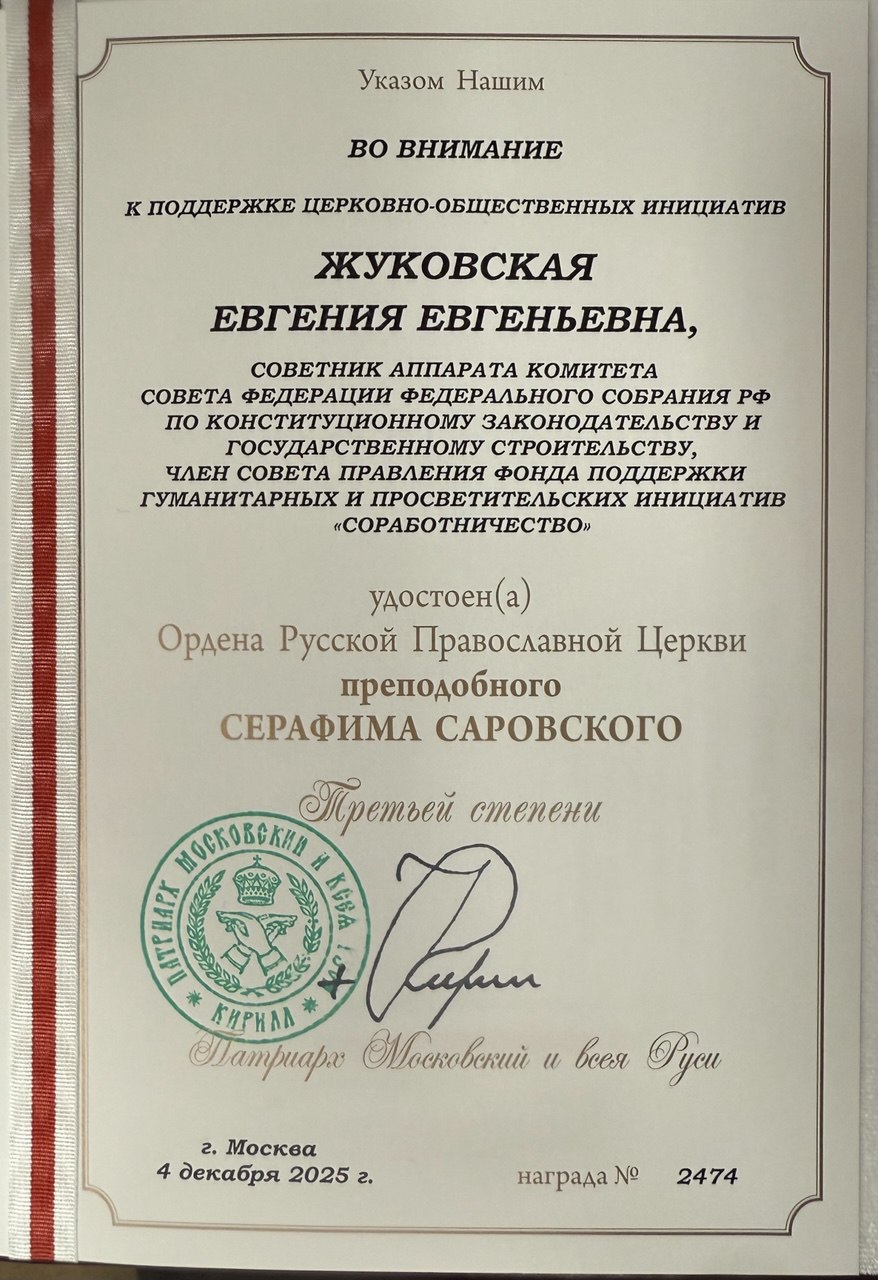 Указом Нашим
ВО ВНИМАНИЕ
К ПОДДЕРЖКЕ ЦЕРКОВНО-ОБЩЕСТВЕННЫХ ИНИЦИАТИВ
ЖУКОВСКАЯ
ЕВГЕНИЯ ЕВГЕНЬЕВНА,
СОВЕТНИК АППАРАТА КОМИТЕТА
СОВЕТА ФЕДЕРАЦИИ ФЕДЕРАЛЬНОГО СОБРАНИЯ РФ
ПО КОНСТИТУЦИОННОМУ ЗАКОНОДАТЕЛЬСТВУ И
ГОСУДАРСТВЕННОМУ СТРОИТЕЛЬСТВУ,
ЧЛЕН СОВЕТА ПРАВЛЕНИЯ ФОНДА ПОДДЕРЖКИ
ГУМАНИТАРНЫХ И ПРОСВЕТИТЕЛЬСКИХ ИНИЦИАТИВ
«СОРАБОТНИЧЕСТВО»
удостоен(а)
Ордена Русской Православной Церкви
преподобного
СЕРАФИМА САРОВСКОГО
Третьей степени
ПАТРИАРХ МОСКОВСКИЙ И ВСЕЯ
КИРИЛЛ
+ Кирилл
Патриарх Московский и всея Руси
г. Москва
4 декабря 2025 г.
награда № 2474